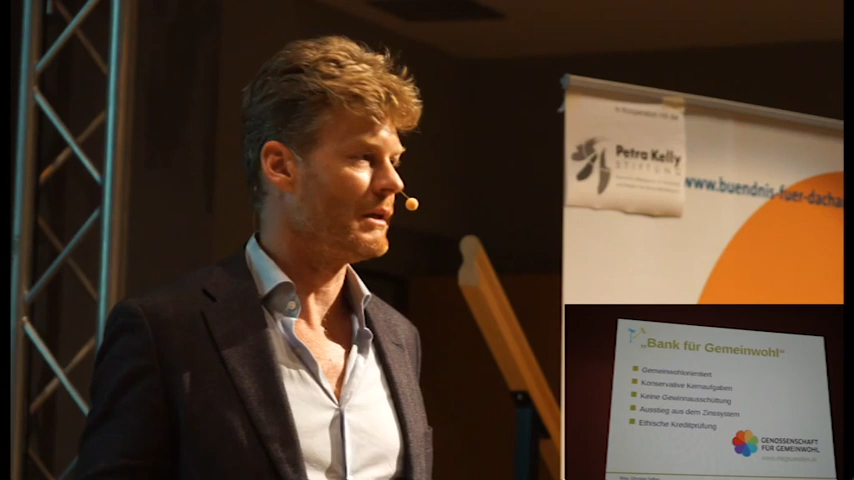 In Kooperation mit der
Petra Kelly
STIFTUNG
www.buendnis-fuer-dacha
„Bank für Gemeinwohl“
Gemeinwohlorientiert
Konservative Kernaufgaben
Keine Gewinnausschüttung
Ausstieg aus dem Zinssystem
Ethische Kreditprüfung
GENOSSENSCHAFT
FÜR GEMEINWOHL